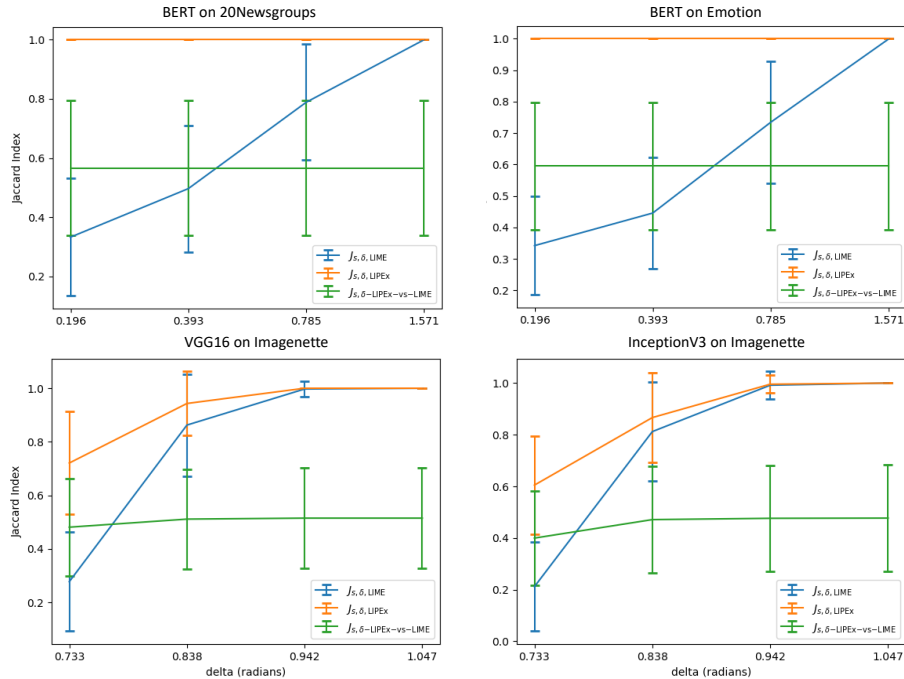 BERT on 20Newsgroups
Jaccard Index
1.0
0.8
0.6
0.4
0.2
J_{s, δ, LIME}
J_{s, δ, LIPEx}
J_{s, δ−LIPEx−vs−LIME}
0.196 0.393 0.785 1.571
BERT on Emotion
1.0
0.9
0.8
0.7
0.6
0.5
0.4
0.3
0.2
J_{s, δ, LIME}
J_{s, δ, LIPEx}
J_{s, δ−LIPEx−vs−LIME}
0.196 0.393 0.785 1.571
VGG16 on Imagenette
Jaccard Index
1.0
0.8
0.6
0.4
0.2
J_{s, δ, LIME}
J_{s, δ, LIPEx}
J_{s, δ−LIPEx−vs−LIME}
0.733 0.838 0.942 1.047
delta (radians)
InceptionV3 on Imagenette
1.0
0.8
0.6
0.4
0.2
0.0
J_{s, δ, LIME}
J_{s, δ, LIPEx}
J_{s, δ−LIPEx−vs−LIME}
0.733 0.838 0.942 1.047
delta (radians)